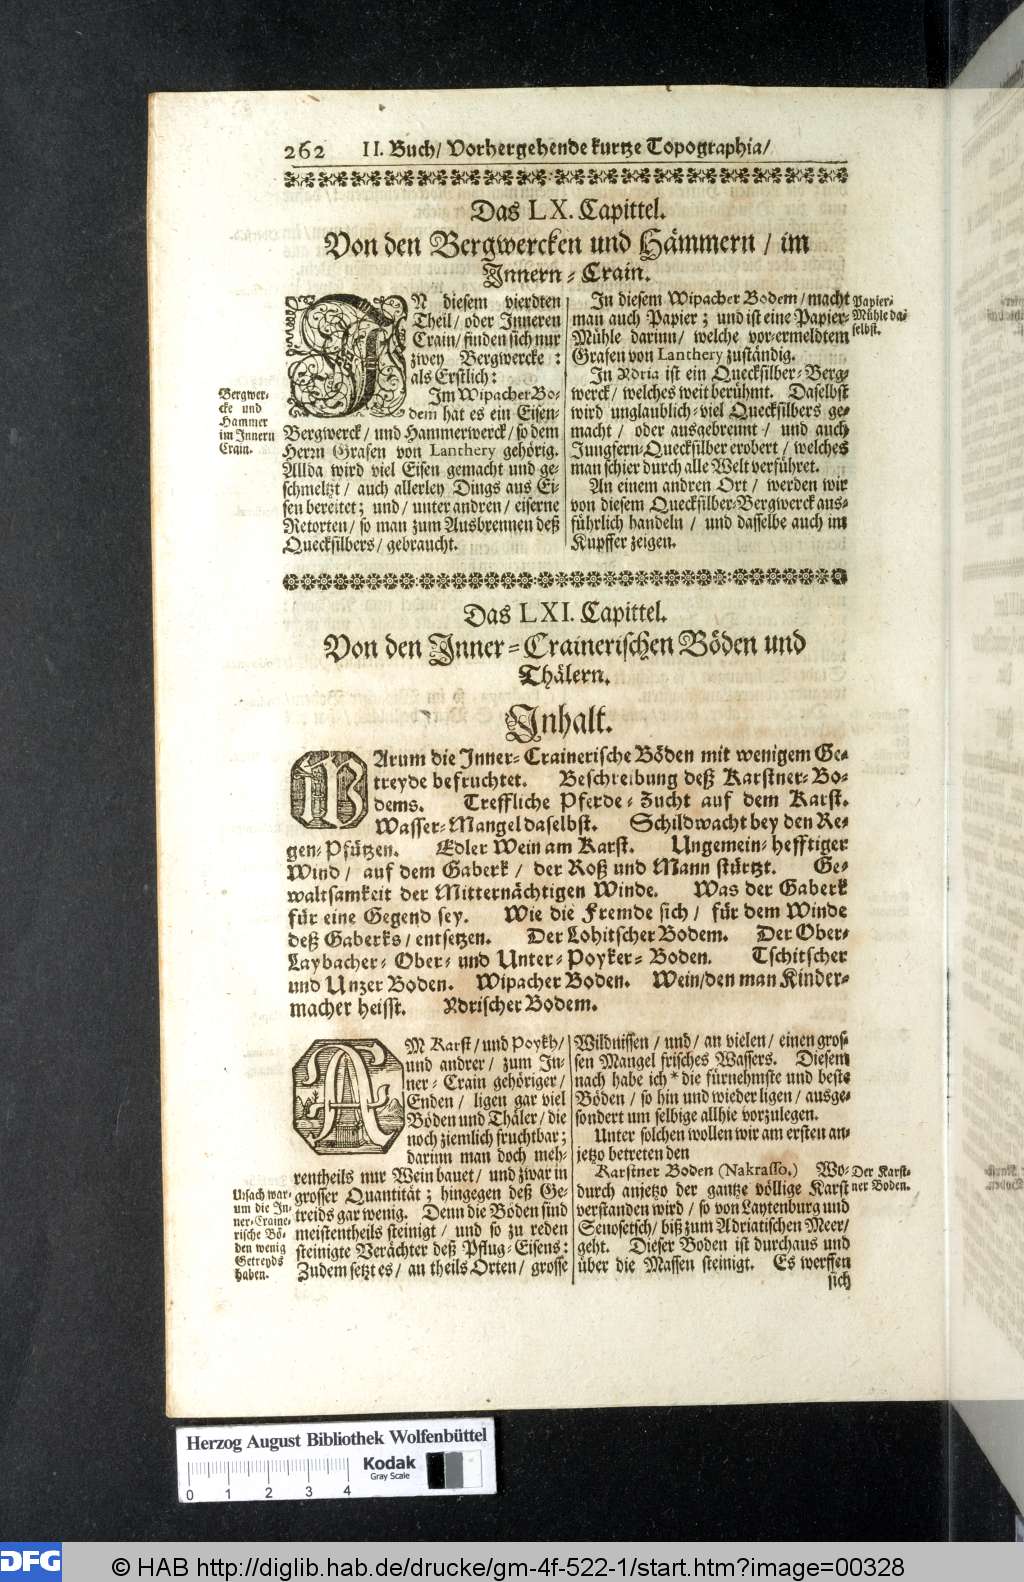 262 II. Buch/ Vorhergehende kurtze Topographia/
Das LX. Capittel.
Von den Bergwercken und Hämmern / im
Innern-Crain.
IN diesem vierdten
Theil/ oder Inneren
Crain/ finden sich nur
zwey Bergwercke:
als Erstlich:
Im Wipacher Bo-
dem hat es ein Eisen-
Bergwerck/ und Hammerwerck/ so dem
Herrn Grafen von Lanthery gehörig.
Allda wird viel Eisen gemacht und ge-
schmeltzt/ auch allerley Dings aus Ei-
sen bereitet; und/ unter andren/ eiserne
Retorten/ so man zum Ausbrennen deß
Quecksilbers/ gebraucht.
Bergwer-
cke und
Hammer
im Innern
Crain.
In diesem Wipacher Bodem/ macht
man auch Papier; und ist eine Papier-
Mühle darinn/ welche vor-ermeldtem
Grafen von Lanthery zuständig.
In Ydria ist ein Quecksilber-Berg-
werck/ welches weit berühmt. Daselbst
wird unglaublich-viel Quecksilbers ge-
macht/ oder ausgebrennt/ und auch
Jungfern-Quecksilber erobert/ welches
man schier durch alle Welt verführet.
An einem andren Ort/ werden wir
von diesem Quecksilber-Bergwerck aus-
führlich handeln/ und dasselbe auch im
Kupffer zeigen.
Papier-
Mühle da-
selbst.
Das LXI. Capittel.
Von den Inner-Crainerischen Böden und
Thälern.
Inhalt.
WArum die Inner-Crainerische Böden mit wenigem Ge-
treyde befruchtet. Beschreibung deß Karstner-Bo-
dems. Treffliche Pferde-Zucht auf dem Karst.
Wasser-Mangel daselbst. Schildwacht bey den Re-
gen-Pfützen. Edler Wein am Karst. Ungemein-hefftiger
Wind/ auf dem Gaberk/ der Roß und Mann stürtzt. Ge-
waltsamkeit der Mitternächtigen Winde. Was der Gaberk
für eine Gegend sey. Wie die Fremde sich/ für dem Winde
deß Gaberks/ entsetzen. Der Lohitscher Bodem. Der Ober-
Laybacher- Ober- und Unter-Poyker-Boden. Tschitscher
und Unzer Boden. Wipacher Boden. Wein/den man Kinder-
macher heisst. Ydrischer Bodem.
AM Karst/ und Poykh/
und andrer/ zum In-
ner-Crain gehöriger/
Enden/ ligen gar viel
Böden und Thäler/ die
noch ziemlich fruchtbar;
darinn man doch meh-
rentheils nur Wein bauet/ und zwar in
grosser Quantität; hingegen deß Ge-
treids gar wenig. Denn die Böden sind
meistentheils steinigt/ und so zu reden
steinigte Verächter deß Pflug-Eisens:
Zudem setzt es/ an theils Orten/ grosse
Ursach war-
um die In-
ner-Craine-
rische Bö-
den wenig
Getreyds
haben.
Wildnissen/ und/ an vielen/ einen gros-
sen Mangel frisches Wassers. Diesem
nach habe ich * die fürnehmste und beste
Böden/ so hin und wieder ligen/ ausge-
sondert um selbige allhie vorzulegen.
Unter solchen wollen wir am ersten an-
jetzo betreten den
Karstner Boden (Nakrasso.) Wo-
durch anjetzo der gantze völlige Karst
verstanden wird/ so von Laytenburg und
Senosetsch/ biß zum Adriatischen Meer/
geht. Dieser Boden ist durchaus und
über die Massen steinigt. Es werffen
sich
Der Karst-
ner Boden.
Herzog August Bibliothek Wolfenbüttel
Kodak
Gray Scale
0 1 2 3 4
DFG © HAB http://diglib.hab.de/drucke/gm-4f-522-1/start.htm?image=00328